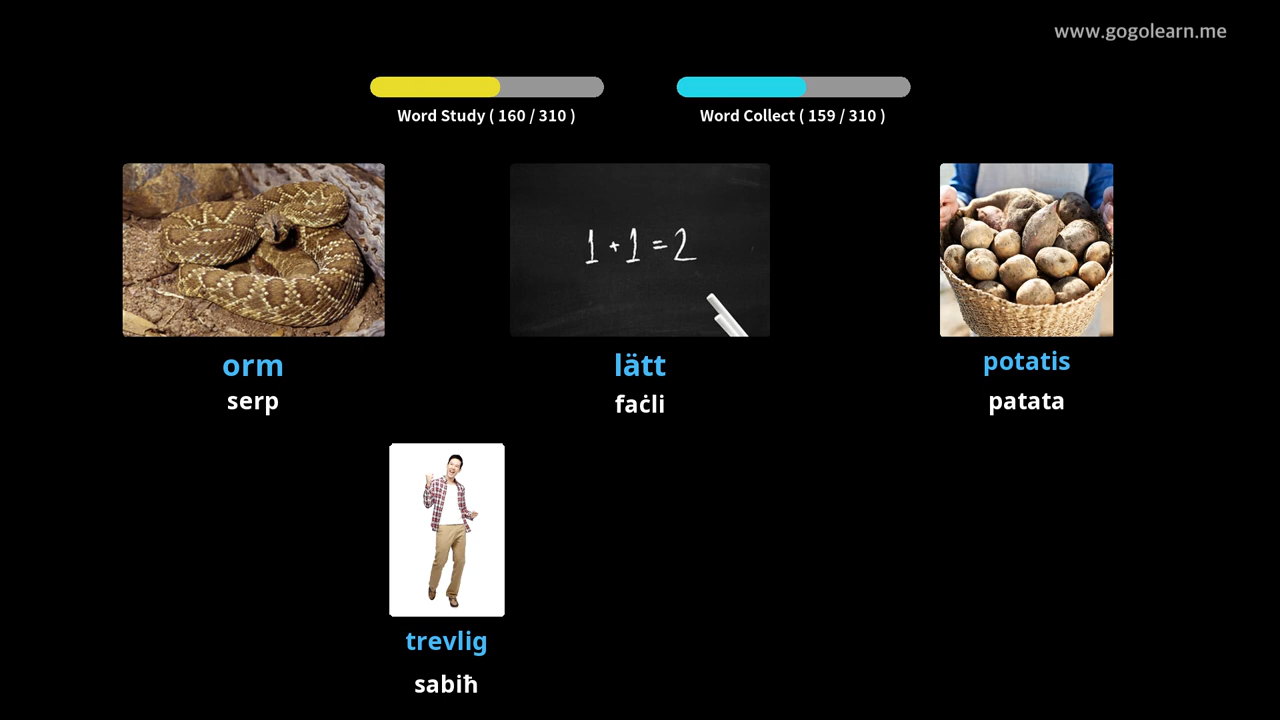 www.gogolearn.me
Word Study ( 160 / 310 )
Word Collect ( 159 / 310 )
1 + 1 = 2
orm
serp
lätt
faċli
potatis
patata
trevlig
sabiħ